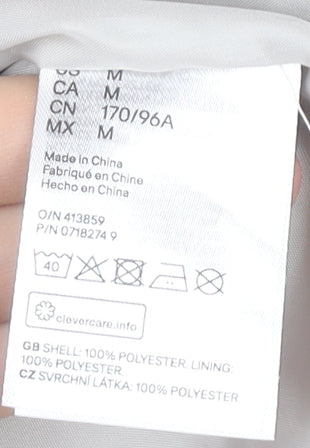 US M
CA M
CN 170/96A
MX M
Made in China
Fabriqué en Chine
Hecho en China
O/N 413859
P/N 0718274 9
40
clevercare.info
GB SHELL: 100% POLYESTER. LINING:
100% POLYESTER.
CZ SVRCHNÍ LÁTKA: 100% POLYESTER